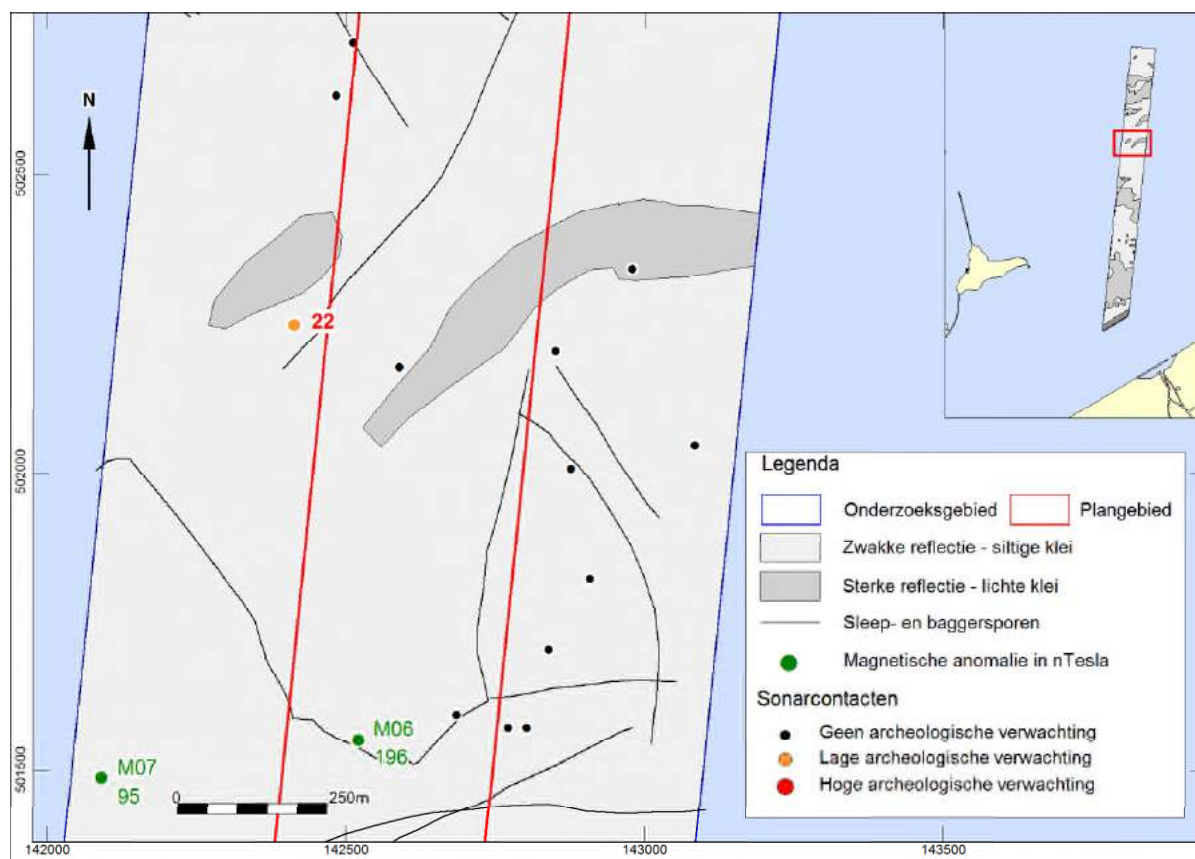 N
502500
22
502000
M06
196
M07
95
501500
0 250m
142000 142500 143000 143500
Legenda
Onderzoeksgebied Plangebied
Zwakke reflectie - siltige klei
Sterke reflectie - lichte klei
Sleep- en baggersporen
Magnetische anomalie in nTesla
Sonarcontacten
Geen archeologische verwachting
Lage archeologische verwachting
Hoge archeologische verwachting